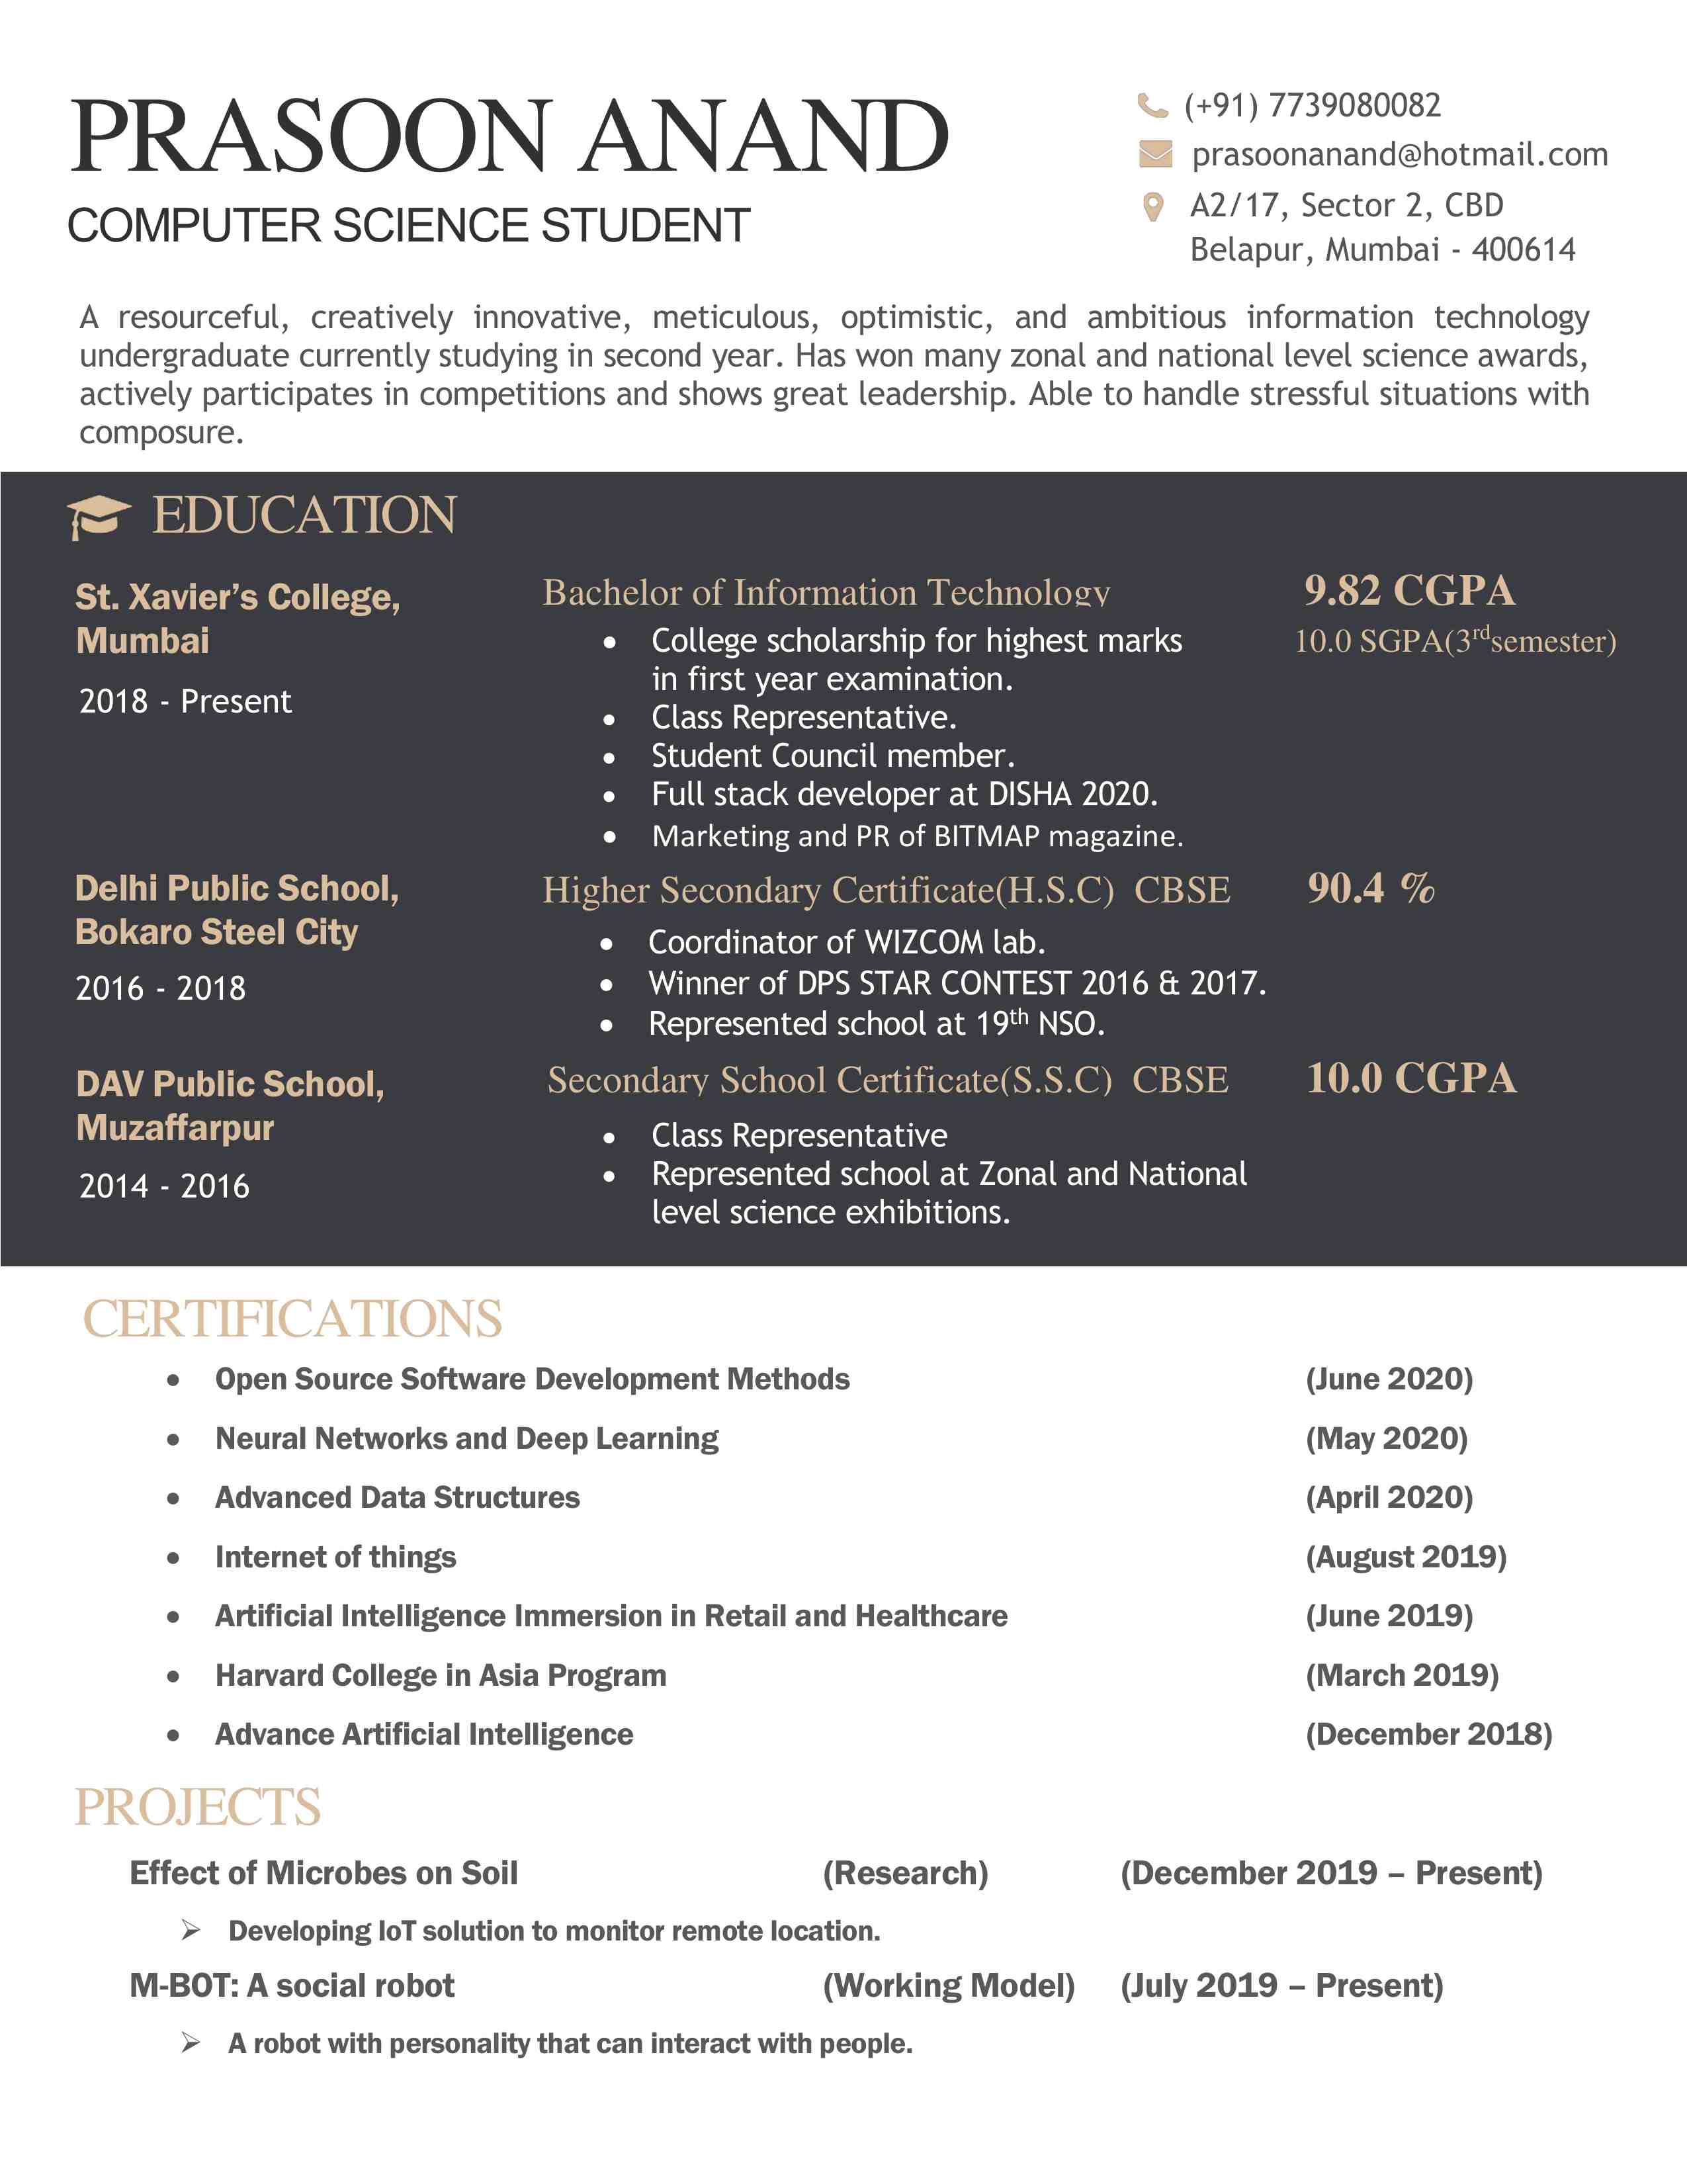 PRASOON ANAND
COMPUTER SCIENCE STUDENT
(+91) 7739080082
prasoonanand@hotmail.com
A2/17, Sector 2, CBD
Belapur, Mumbai - 400614
A resourceful, creatively innovative, meticulous, optimistic, and ambitious information technology
undergraduate currently studying in second year. Has won many zonal and national level science awards,
actively participates in competitions and shows great leadership. Able to handle stressful situations with
composure.
EDUCATION
St. Xavier’s College,
Mumbai
2018 - Present
Bachelor of Information Technology
9.82 CGPA
10.0 SGPA(3rdsemester)
• College scholarship for highest marks
in first year examination.
• Class Representative.
• Student Council member.
• Full stack developer at DISHA 2020.
• Marketing and PR of BITMAP magazine.
Delhi Public School,
Bokaro Steel City
2016 - 2018
Higher Secondary Certificate(H.S.C) CBSE
90.4 %
• Coordinator of WIZCOM lab.
• Winner of DPS STAR CONTEST 2016 & 2017.
• Represented school at 19th NSO.
DAV Public School,
Muzaffarpur
2014 - 2016
Secondary School Certificate(S.S.C) CBSE
10.0 CGPA
• Class Representative
• Represented school at Zonal and National
level science exhibitions.
CERTIFICATIONS
• Open Source Software Development Methods (June 2020)
• Neural Networks and Deep Learning (May 2020)
• Advanced Data Structures (April 2020)
• Internet of things (August 2019)
• Artificial Intelligence Immersion in Retail and Healthcare (June 2019)
• Harvard College in Asia Program (March 2019)
• Advance Artificial Intelligence (December 2018)
PROJECTS
Effect of Microbes on Soil (Research) (December 2019 – Present)
➢ Developing IoT solution to monitor remote location.
M-BOT: A social robot (Working Model) (July 2019 – Present)
➢ A robot with personality that can interact with people.